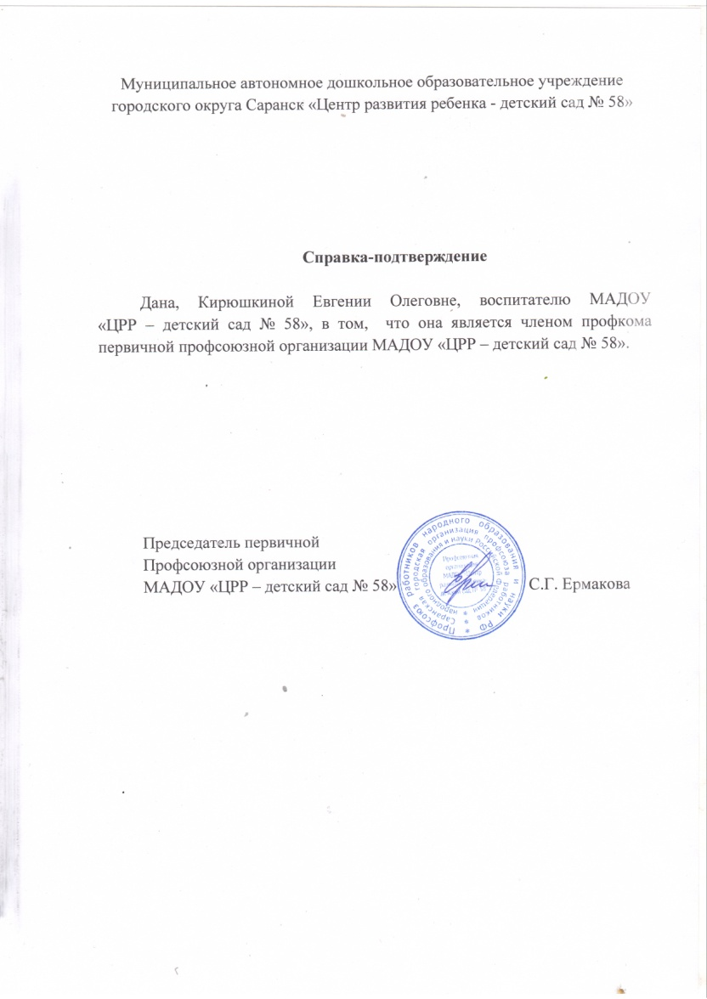 Муниципальное автономное дошкольное образовательное учреждение
городского округа Саранск «Центр развития ребенка - детский сад № 58»
Справка-подтверждение
Дана, Кирюшкиной Евгении Олеговне, воспитателю МАДОУ
«ЦРР – детский сад № 58», в том, что она является членом профкома
первичной профсоюзной организации МАДОУ «ЦРР – детский сад № 58».
Председатель первичной
Профсоюзной организации
МАДОУ «ЦРР – детский сад № 58»
С.Г. Ермакова
Профсоюз работников народного образования и науки РФ
Саранская городская организация профсоюза работников
народного образования и науки Российской Федерации